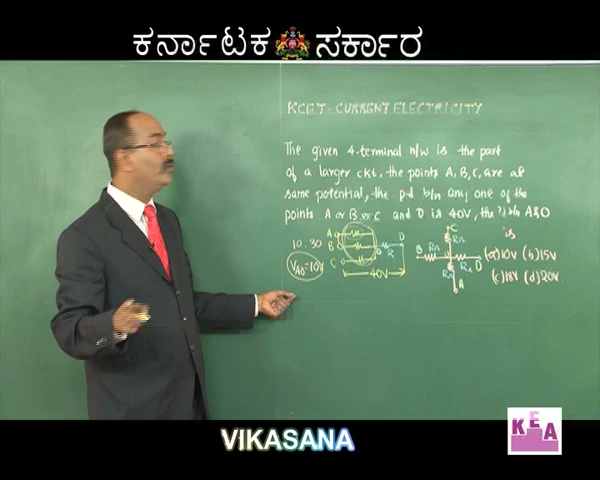 ಕರ್ನಾಟಕ ಸರ್ಕಾರ
KCET - CURRENT ELECTRICITY
The given 4-terminal n/w is the part
of a larger ckt, the points A, B, C, are at
same potential, the p.d b/n any one of the
points A or B or C and D is 40V, the p.d b/n A&O
is
10:30
A
B
C
O
D
R
40V
VAO=10V
C
B
D
A
(a)10V (b)15V
(c)18V (d)20V
VIKASANA
KEA